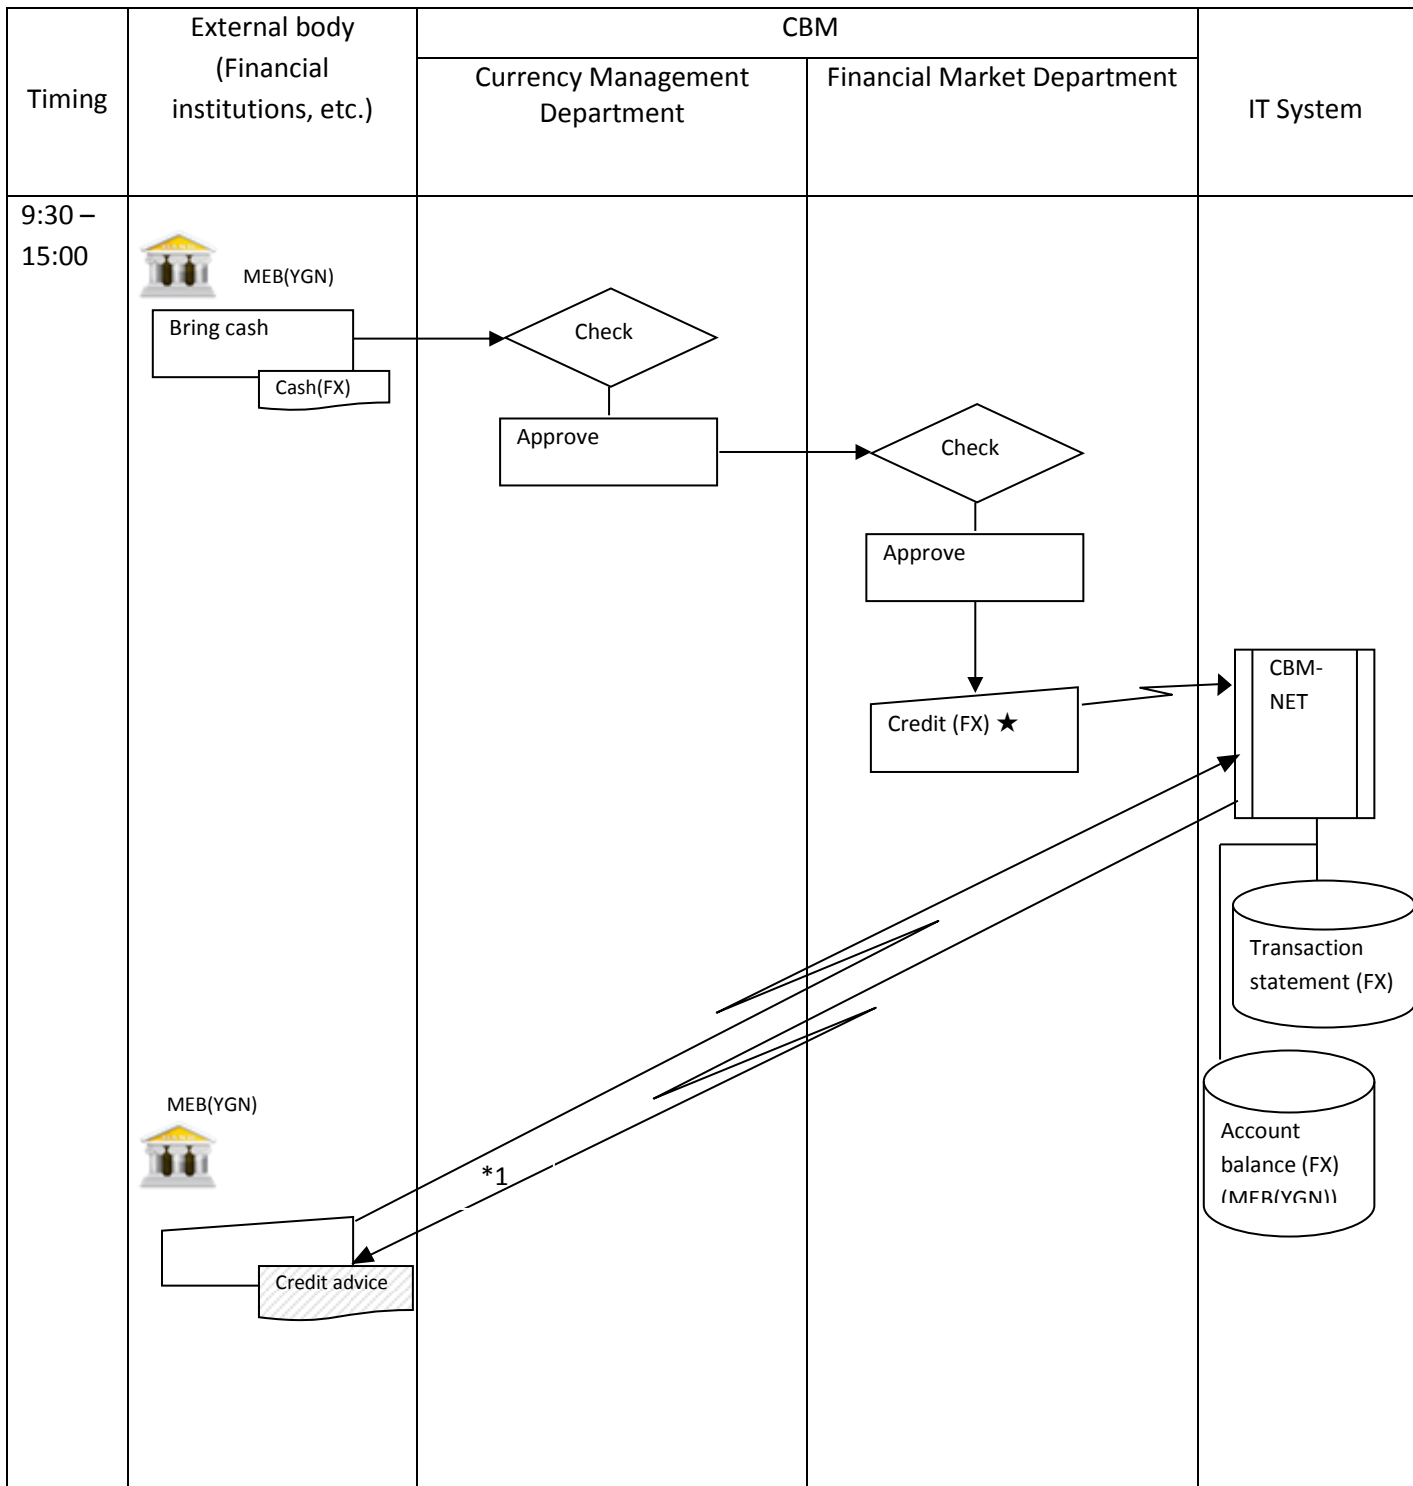 Timing
External body
(Financial
institutions, etc.)
CBM
Currency Management
Department
Financial Market Department
IT System
9:30 –
15:00
MEB(YGN)
Bring cash
Cash(FX)
Check
Approve
Check
Approve
Credit (FX) ★
CBM-
NET
Transaction
statement (FX)
Account
balance (FX)
(MEB(YGN))
MEB(YGN)
*1
Credit advice